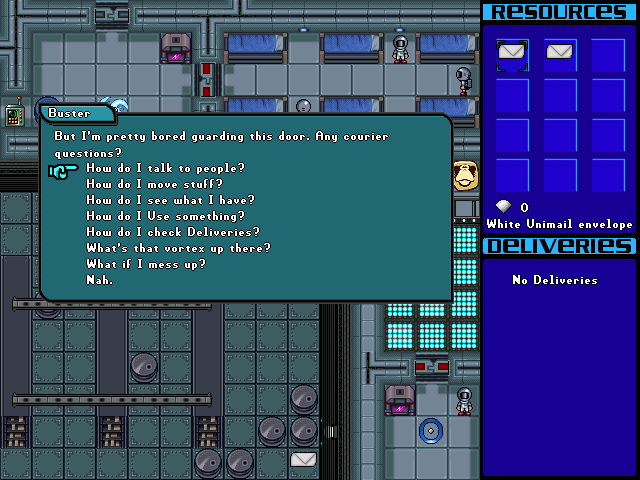 RESOURCES
Buster
But I'm pretty bored guarding this door. Any courier
questions?
How do I talk to people?
How do I move stuff?
How do I see what I have?
How do I Use something?
How do I check Deliveries?
What's that vortex up there?
What if I mess up?
Nah.
0
White Unimail envelope
DELIVERIES
No Deliveries